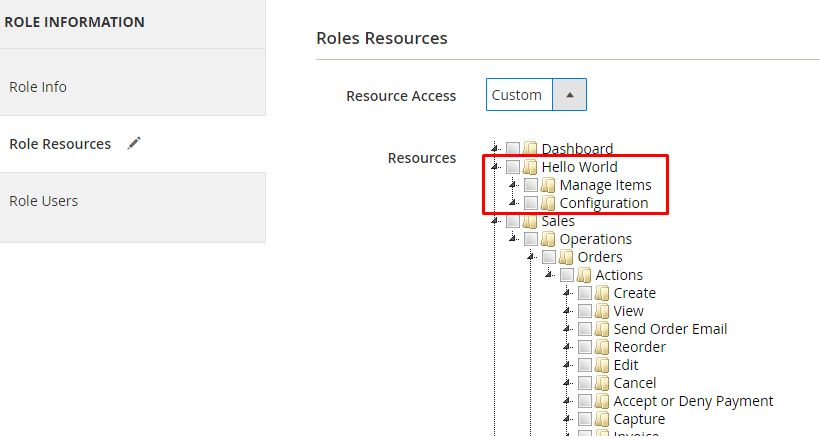 ROLE INFORMATION
Role Info
Role Resources
Role Users
Roles Resources
Resource Access Custom
Resources
Dashboard
Hello World
Manage Items
Configuration
Sales
Operations
Orders
Actions
Create
View
Send Order Email
Reorder
Edit
Cancel
Accept or Deny Payment
Capture
Invoice